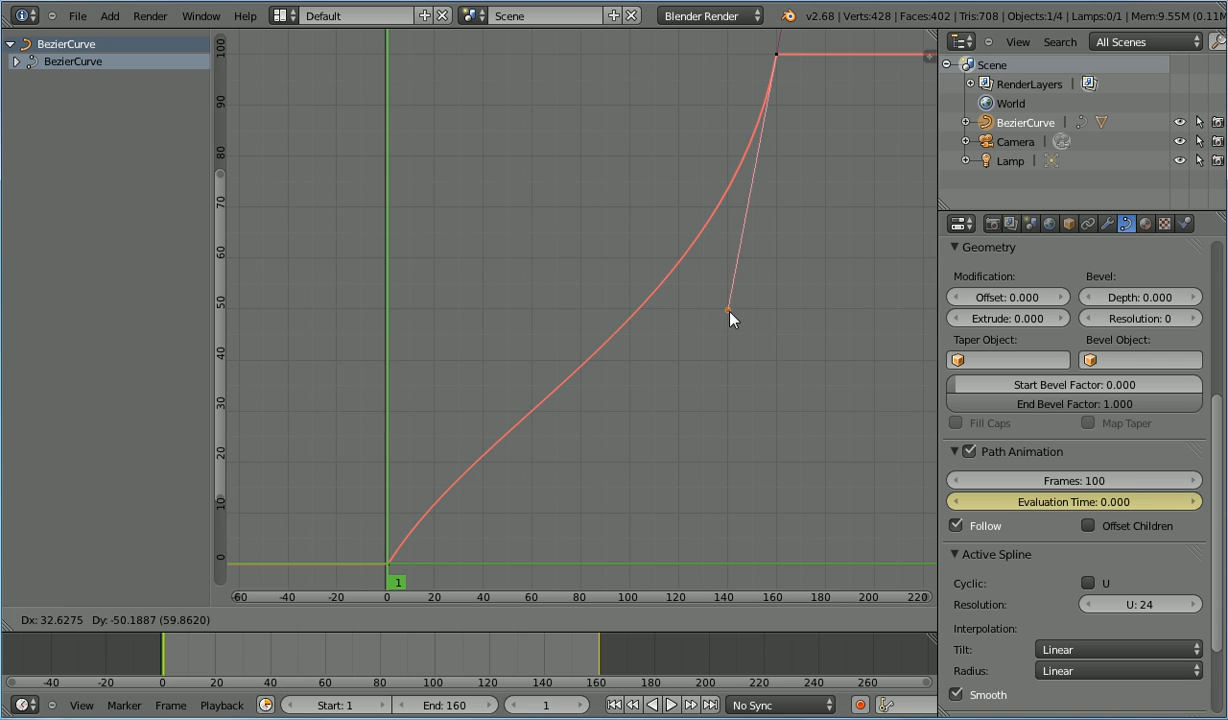 File Add Render Window Help Default Scene Blender Render v2.68 | Verts:428 | Faces:402 | Tris:708 | Objects:1/4 | Lamps:0/1 | Mem:9.55M (0.11M
BezierCurve
BezierCurve
View Search All Scenes
Scene
RenderLayers
World
BezierCurve
Camera
Lamp
100
90
80
70
60
50
40
30
20
10
0
1
-60 -40 -20 0 20 40 60 80 100 120 140 160 180 200 220
Dx: 32.6275 Dy: -50.1887 (59.8620)
Geometry
Modification: Bevel:
Offset: 0.000 Depth: 0.000
Extrude: 0.000 Resolution: 0
Taper Object: Bevel Object:
Start Bevel Factor: 0.000
End Bevel Factor: 1.000
Fill Caps Map Taper
Path Animation
Frames: 100
Evaluation Time: 0.000
Follow Offset Children
Active Spline
Cyclic: U
Resolution: U: 24
Interpolation:
Tilt: Linear
Radius: Linear
Smooth
-40 -20 0 20 40 60 80 100 120 140 160 180 200 220 240 260
View Marker Frame Playback Start: 1 End: 160 1 No Sync